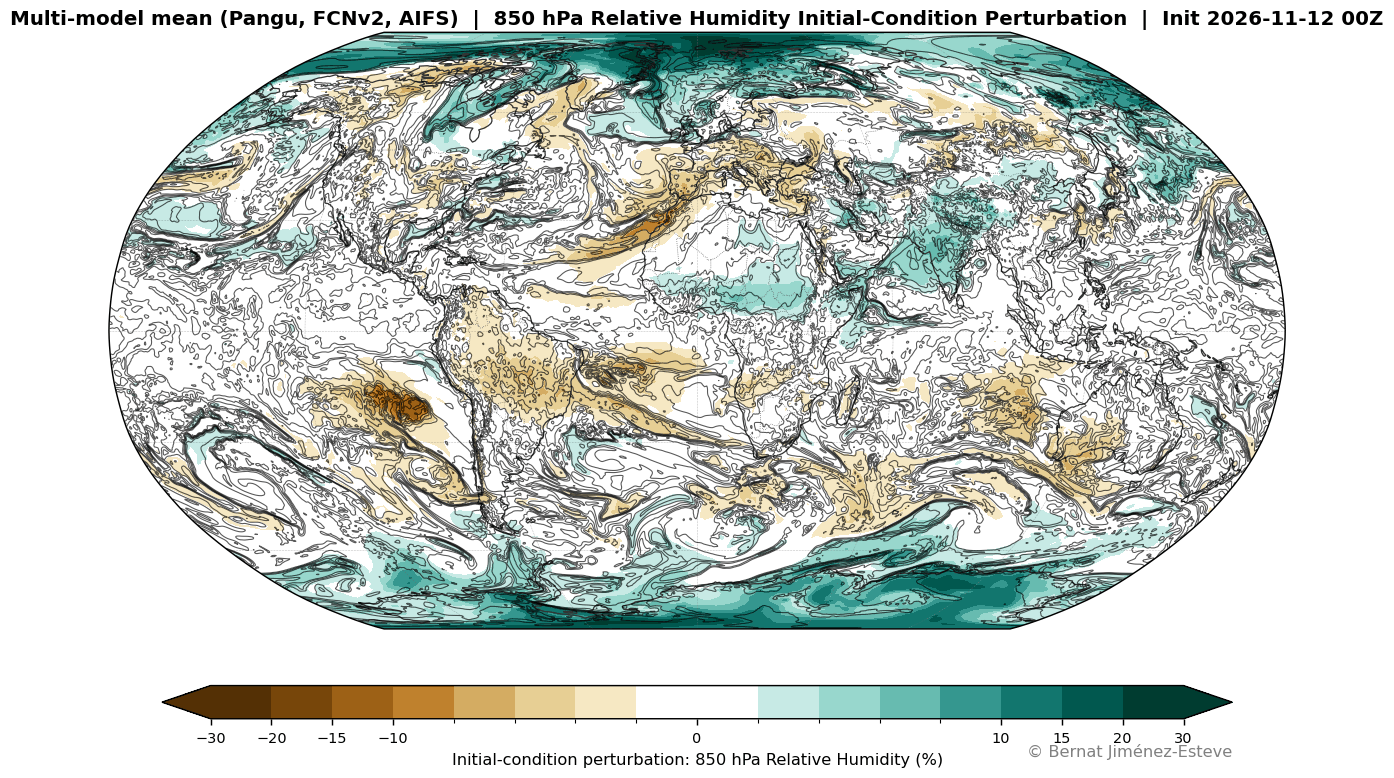 Multi-model mean (Pangu, FCNv2, AIFS)  |  850 hPa Relative Humidity Initial-Condition Perturbation  |  Init 2026-11-12 00Z
−30 −20 −15 −10 0 10 15 20 30
Initial-condition perturbation: 850 hPa Relative Humidity (%)
© Bernat Jiménez-Esteve